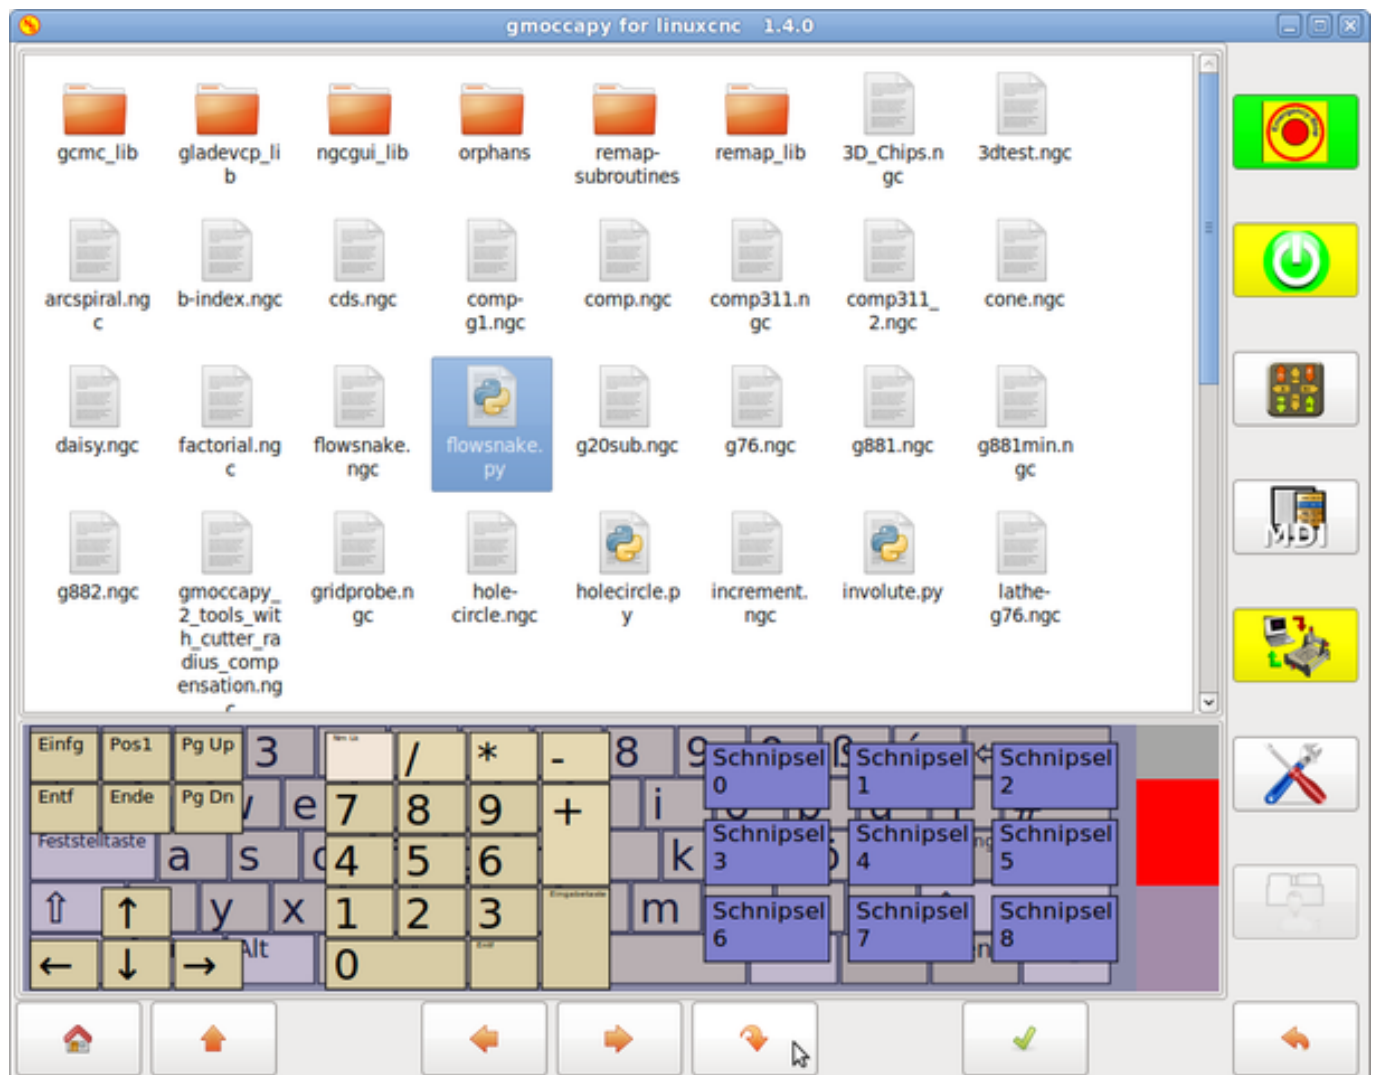 gmoccapy for linuxcnc 1.4.0
gcmc_lib
gladevcp_li
b
ngcgui_lib
orphans
remap-
subroutines
remap_lib
3D_Chips.n
gc
3dtest.ngc
arcspiral.ng
c
b-index.ngc
cds.ngc
comp-
g1.ngc
comp.ngc
comp311.n
gc
comp311_
2.ngc
cone.ngc
daisy.ngc
factorial.ng
c
flowsnake.
ngc
flowsnake.
py
g20sub.ngc
g76.ngc
g881.ngc
g881min.n
gc
g882.ngc
gmoccapy_
2_tools_wit
h_cutter_ra
dius_comp
ensation.ng
c
gridprobe.n
gc
hole-
circle.ngc
holecircle.p
y
increment.
ngc
involute.py
lathe-
g76.ngc
MDI
Einfg Pos1 Pg Up 3 / * - 8 9 ß
Schnipsel
0
Schnipsel
1
Schnipsel
2
Entf Ende Pg Dn e 7 8 9 + i
Feststelltaste a s 4 5 6 k
Schnipsel
3
Schnipsel
4
Schnipsel
5
⇧ ↑ y x 1 2 3 Eingabetaste m
Schnipsel
6
Schnipsel
7
Schnipsel
8
← ↓ → Alt 0 Entf